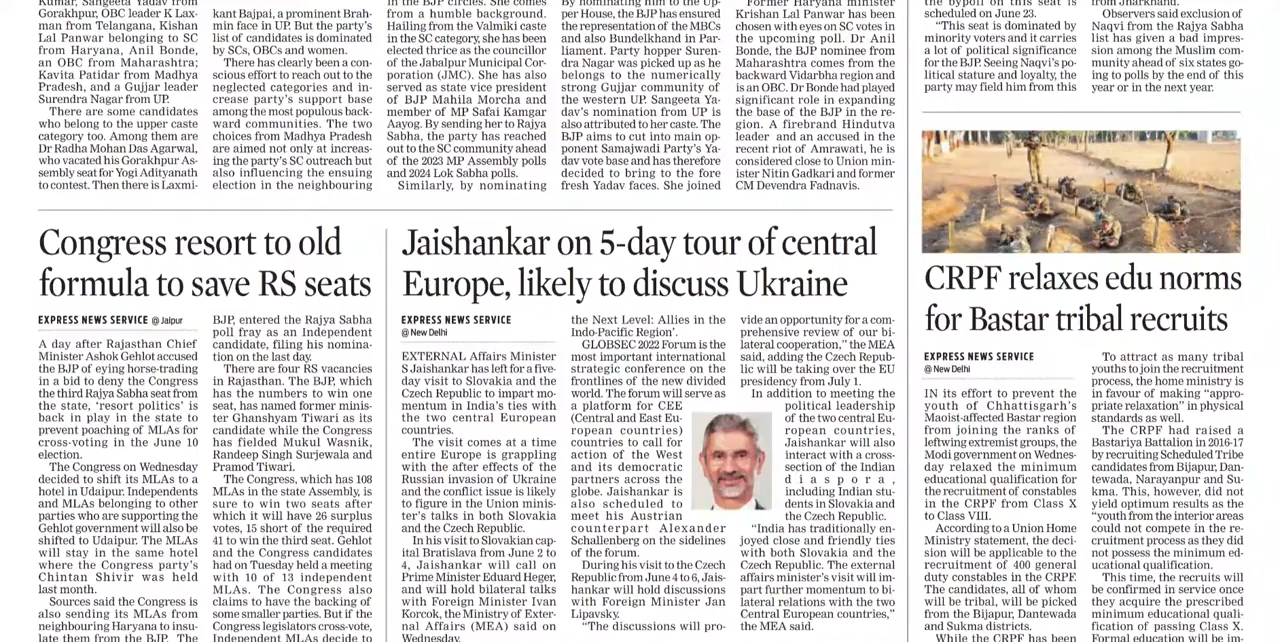 Kumar, Sangeeta Yadav from
Gorakhpur, OBC leader K Lax-
man from Telangana, Kishan
Lal Panwar belonging to SC
from Haryana, Anil Bonde,
an OBC from Maharashtra;
Kavita Patidar from Madhya
Pradesh, and a Gujjar leader
Surendra Nagar from UP.
There are some candidates
who belong to the upper caste
category too. Among them are
Dr Radha Mohan Das Agarwal,
who vacated his Gorakhpur As-
sembly seat for Yogi Adityanath
to contest. Then there is Laxmi-
kant Bajpai, a prominent Brah-
min face in UP. But the party's
list of candidates is dominated
by SCs, OBCs and women.
There has clearly been a con-
scious effort to reach out to the
neglected categories and in-
crease party's support base
among the most populous back-
ward communities. The two
choices from Madhya Pradesh
are aimed not only at increas-
ing the party's SC outreach but
also influencing the ensuing
election in the neighbouring
in the BJP circles. She comes
from a humble background.
Hailing from the Valmiki caste
in the SC category, she has been
elected thrice as the councillor
of the Jabalpur Municipal Cor-
poration (JMC). She has also
served as state vice president
of BJP Mahila Morcha and
member of MP Safai Kamgar
Aayog. By sending her to Rajya
Sabha, the party has reached
out to the SC community ahead
of the 2023 MP Assembly polls
and 2024 Lok Sabha polls.
Similarly, by nominating
By nominating him to the Up-
per House, the BJP has ensured
the representation of the MBCs
and also Bundelkhand in Par-
liament. Party hopper Suren-
dra Nagar was picked up as he
belongs to the numerically
strong Gujjar community of
the western UP. Sangeeta Ya-
dav's nomination from UP is
also attributed to her caste. The
BJP aims to cut into main op-
ponent Samajwadi Party's Ya-
dav vote base and has therefore
decided to bring to the fore
fresh Yadav faces. She joined
Former Haryana minister
Krishan Lal Panwar has been
chosen with eyes on SC votes in
the upcoming poll. Dr Anil
Bonde, the BJP nominee from
Maharashtra comes from the
backward Vidarbha region and
is an OBC. Dr Bonde had played
significant role in expanding
the base of the BJP in the re-
gion. A firebrand Hindutva
leader and an accused in the
recent riot of Amrawati, he is
considered close to Union min-
ister Nitin Gadkari and former
CM Devendra Fadnavis.
the bypoll on this seat is
scheduled on June 23.
"This seat is dominated by
minority voters and it carries
a lot of political significance
for the BJP. Seeing Naqvi's po-
litical stature and loyalty, the
party may field him from this
from Jharkhand.
Observers said exclusion of
Naqvi from the Rajya Sabha
list has given a bad impres-
sion among the Muslim com-
munity ahead of six states go-
ing to polls by the end of this
year or in the next year.
Congress resort to old
formula to save RS seats
EXPRESS NEWS SERVICE @ Jaipur
A day after Rajasthan Chief
Minister Ashok Gehlot accused
the BJP of eying horse-trading
in a bid to deny the Congress
the third Rajya Sabha seat from
the state, 'resort politics' is
back in play in the state to
prevent poaching of MLAs for
cross-voting in the June 10
election.
The Congress on Wednesday
decided to shift its MLAs to a
hotel in Udaipur. Independents
and MLAs belonging to other
parties who are supporting the
Gehlot government will also be
shifted to Udaipur. The MLAs
will stay in the same hotel
where the Congress party's
Chintan Shivir was held
last month.
Sources said the Congress is
also sending its MLAs from
neighbouring Haryana to insu-
late them from the BJP. The
BJP, entered the Rajya Sabha
poll fray as an Independent
candidate, filing his nomina-
tion on the last day.
There are four RS vacancies
in Rajasthan. The BJP, which
has the numbers to win one
seat, has named former minis-
ter Ghanshyam Tiwari as its
candidate while the Congress
has fielded Mukul Wasnik,
Randeep Singh Surjewala and
Pramod Tiwari.
The Congress, which has 108
MLAs in the state Assembly, is
sure to win two seats after
which it will have 26 surplus
votes, 15 short of the required
41 to win the third seat. Gehlot
and the Congress candidates
had on Tuesday held a meeting
with 10 of 13 independent
MLAs. The Congress also
claims to have the backing of
some smaller parties. But if the
Congress legislators cross-vote,
Independent MLAs decide to
Jaishankar on 5-day tour of central
Europe, likely to discuss Ukraine
EXPRESS NEWS SERVICE
@ New Delhi
EXTERNAL Affairs Minister
S Jaishankar has left for a five-
day visit to Slovakia and the
Czech Republic to impart mo-
mentum in India's ties with
the two central European
countries.
The visit comes at a time
entire Europe is grappling
with the after effects of the
Russian invasion of Ukraine
and the conflict issue is likely
to figure in the Union minis-
ter's talks in both Slovakia
and the Czech Republic.
In his visit to Slovakian cap-
ital Bratislava from June 2 to
4, Jaishankar will call on
Prime Minister Eduard Heger,
and will hold bilateral talks
with Foreign Minister Ivan
Korcok, the Ministry of Exter-
nal Affairs (MEA) said on
Wednesday.
the Next Level: Allies in the
Indo-Pacific Region'.
GLOBSEC 2022 Forum is the
most important international
strategic conference on the
frontlines of the new divided
world. The forum will serve as
a platform for CEE
(Central and East Eu-
ropean countries)
countries to call for
action of the West
and its democratic
partners across the
globe. Jaishankar is
also scheduled to
meet his Austrian
counterpart Alexander
Schallenberg on the sidelines
of the forum.
During his visit to the Czech
Republic from June 4 to 6, Jais-
hankar will hold discussions
with Foreign Minister Jan
Lipavsky.
"The discussions will pro-
vide an opportunity for a com-
prehensive review of our bi-
lateral cooperation," the MEA
said, adding the Czech Repub-
lic will be taking over the EU
presidency from July 1.
In addition to meeting the
political leadership
of the two central Eu-
ropean countries,
Jaishankar will also
interact with a cross-
section of the Indian
diaspora,
including Indian stu-
dents in Slovakia and
the Czech Republic.
"India has traditionally en-
joyed close and friendly ties
with both Slovakia and the
Czech Republic. The external
affairs minister's visit will im-
part further momentum to bi-
lateral relations with the two
Central European countries,"
the MEA said.
CRPF relaxes edu norms
for Bastar tribal recruits
EXPRESS NEWS SERVICE
@ New Delhi
IN its effort to prevent the
youth of Chhattisgarh's
Maoist-affected Bastar region
from joining the ranks of
leftwing extremist groups, the
Modi government on Wednes-
day relaxed the minimum
educational qualification for
the recruitment of constables
in the CRPF from Class X
to Class VIII.
According to a Union Home
Ministry statement, the deci-
sion will be applicable to the
recruitment of 400 general
duty constables in the CRPF.
The candidates, all of whom
will be tribal, will be picked
from the Bijapur, Dantewada
and Sukma districts.
While the CRPF has been
To attract as many tribal
youths to join the recruitment
process, the home ministry is
in favour of making "appro-
priate relaxation" in physical
standards as well.
The CRPF had raised a
Bastariya Battalion in 2016-17
by recruiting Scheduled Tribe
candidates from Bijapur, Dan-
tewada, Narayanpur and Su-
kma. This, however, did not
yield optimum results as the
"youth from the interior areas
could not compete in the re-
cruitment process as they did
not possess the minimum ed-
ucational qualification.
This time, the recruits will
be confirmed in service once
they acquire the prescribed
minimum educational quali-
fication of passing Class X.
Formal education will be im-